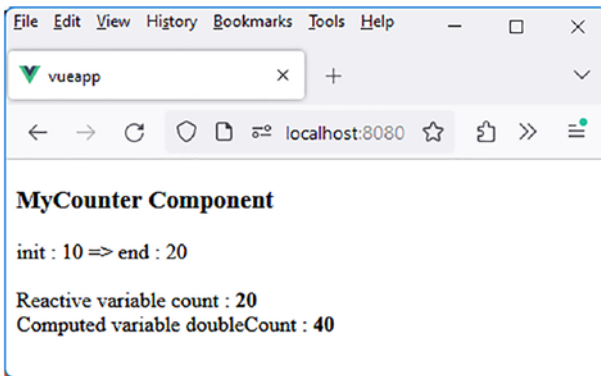 File Edit View History Bookmarks Tools Help
vueapp
localhost:8080
MyCounter Component
init : 10 => end : 20
Reactive variable count : 20
Computed variable doubleCount : 40